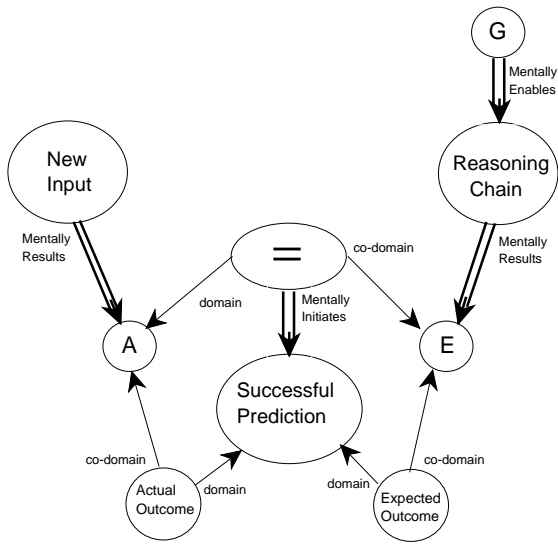 G
Mentally
Enables
New
Input
Reasoning
Chain
Mentally
Results
=
co-domain
Mentally
Results
domain
Mentally
Initiates
A
E
Successful
Prediction
co-domain
domain
Actual
Outcome
domain
co-domain
Expected
Outcome